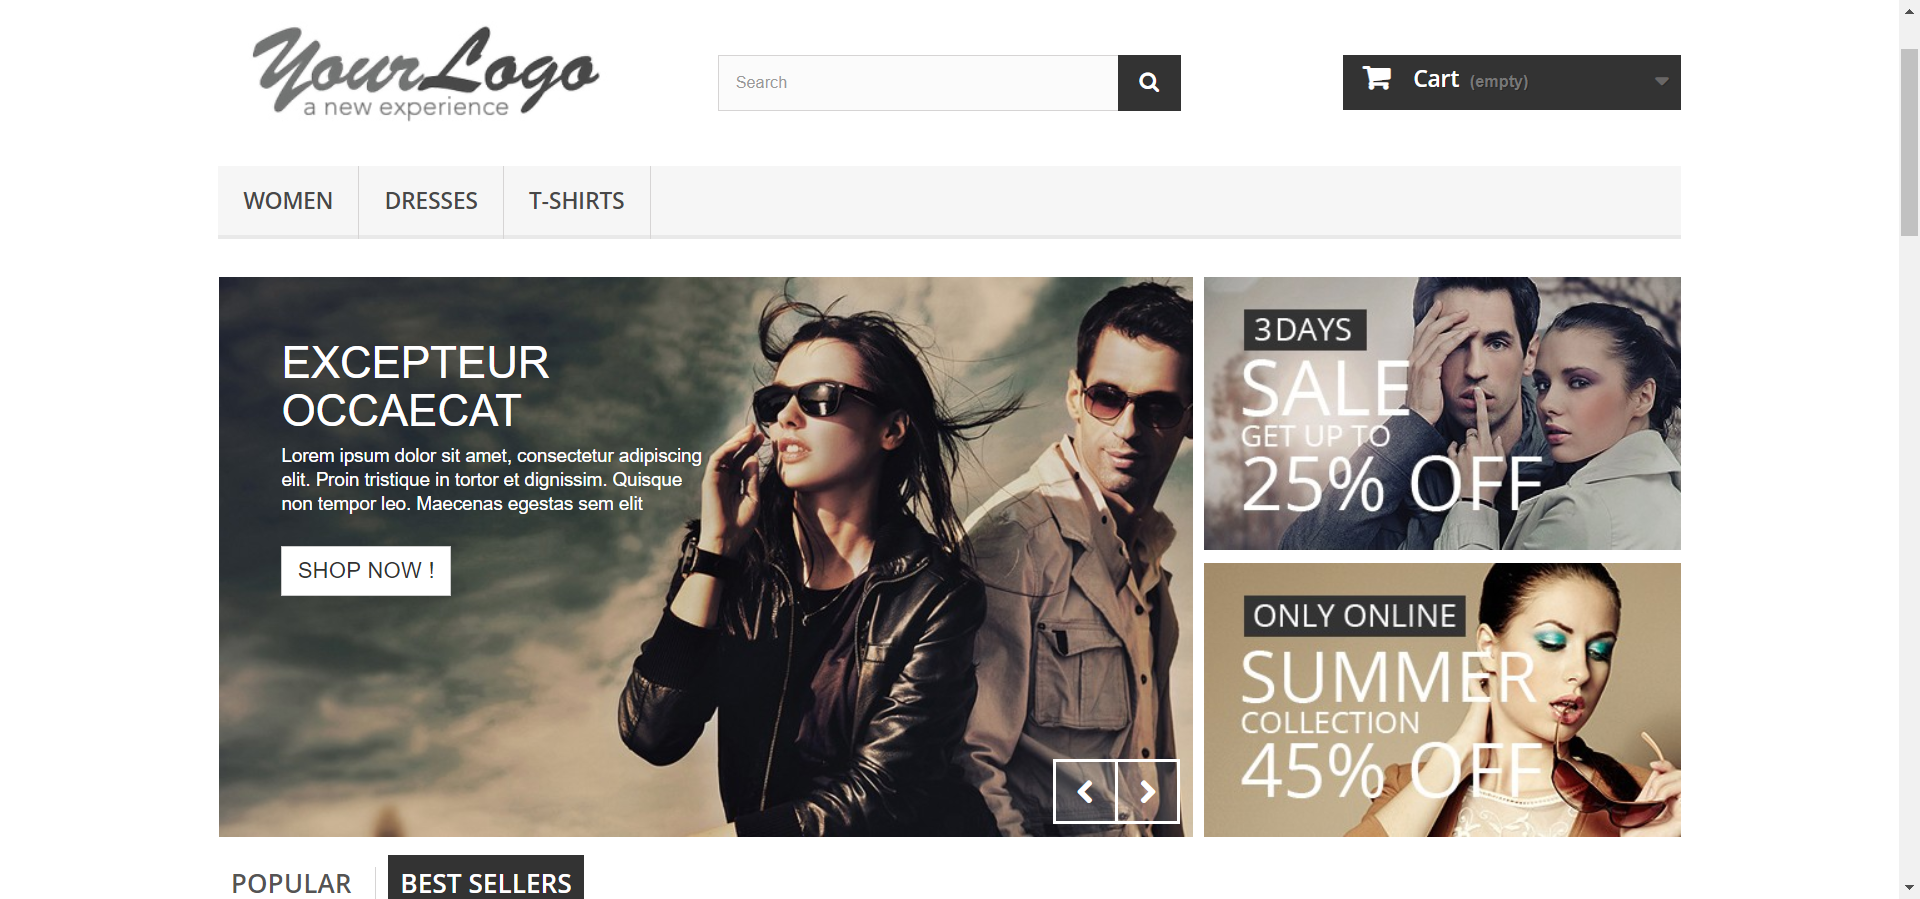 YourLogo
a new experience
Search
Cart (empty)
WOMEN
DRESSES
T-SHIRTS
EXCEPTEUR
OCCAECAT
Lorem ipsum dolor sit amet, consectetur adipiscing
elit. Proin tristique in tortor et dignissim. Quisque
non tempor leo. Maecenas egestas sem elit
SHOP NOW !
3 DAYS
SALE
GET UP TO
25% OFF
ONLY ONLINE
SUMMER
COLLECTION
45% OFF
POPULAR
BEST SELLERS